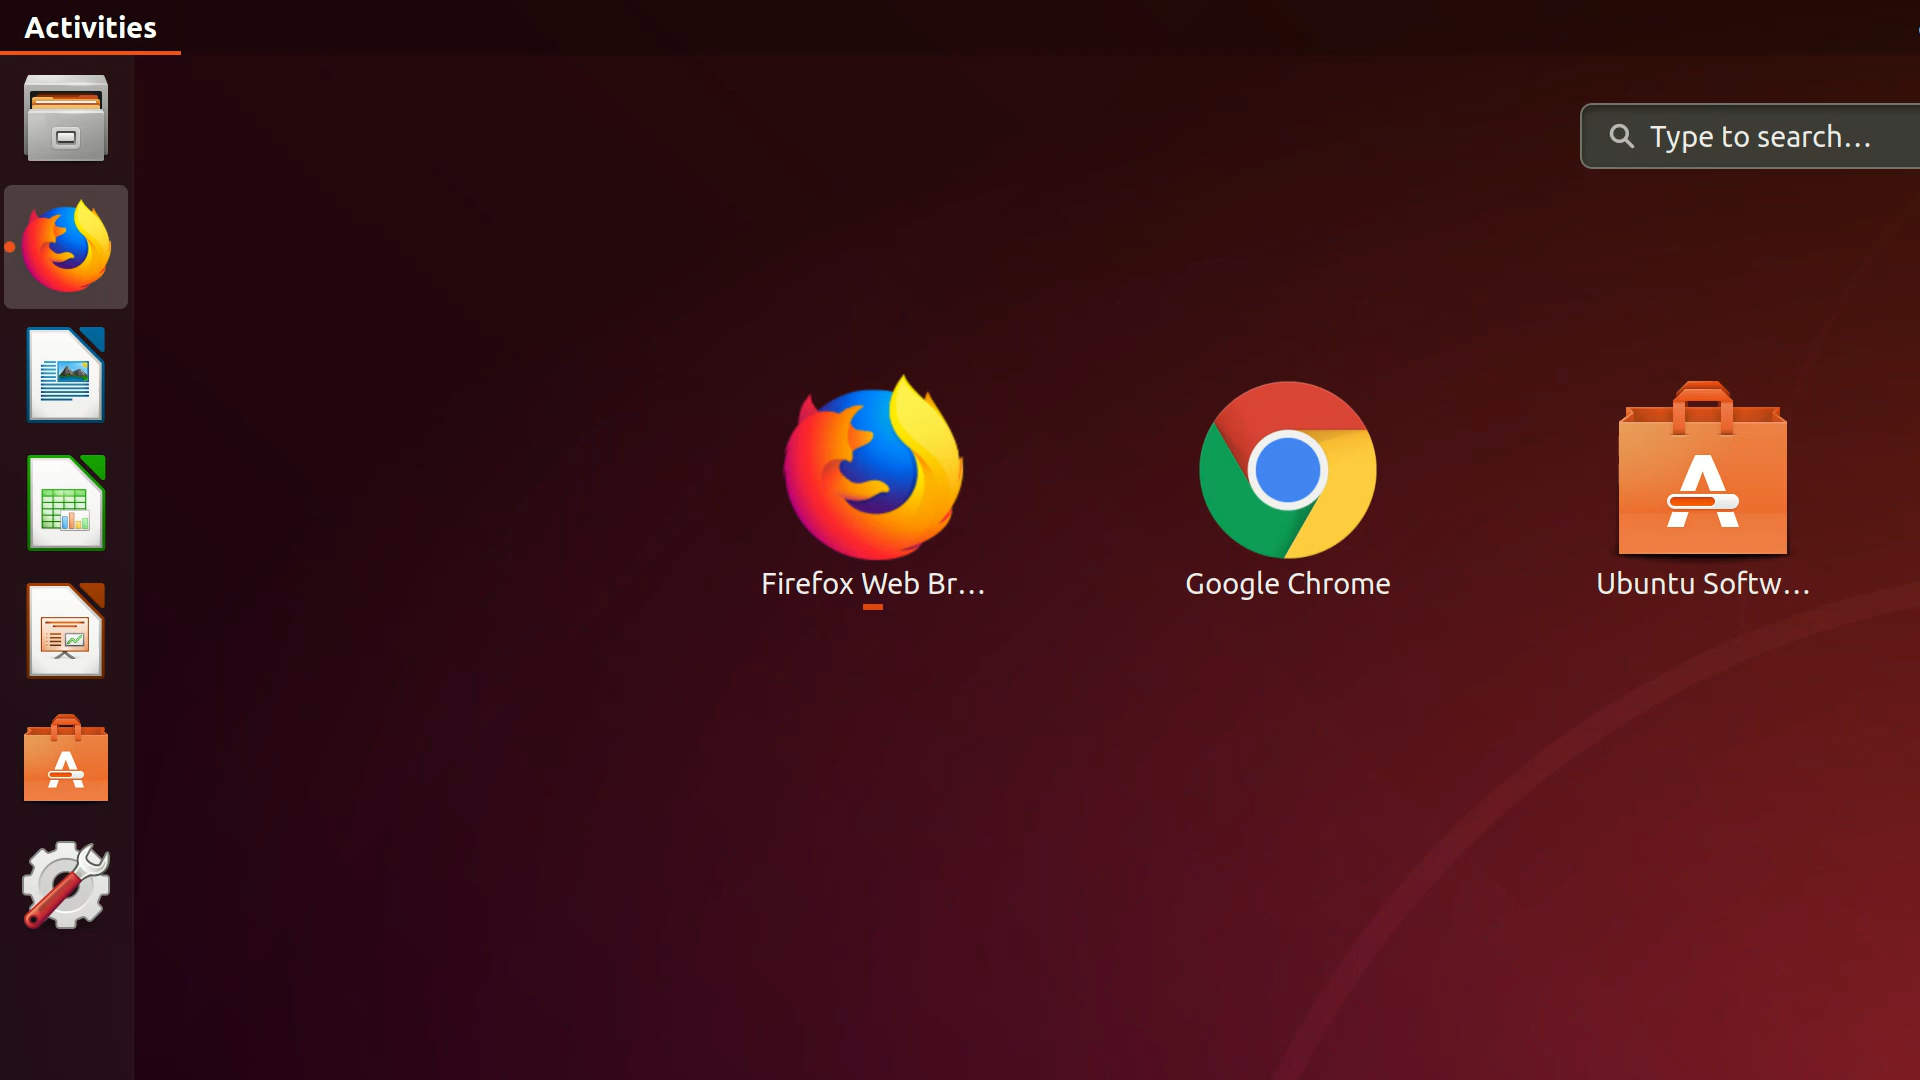 Activities
Type to search...
Firefox Web Br...
Google Chrome
Ubuntu Softw...